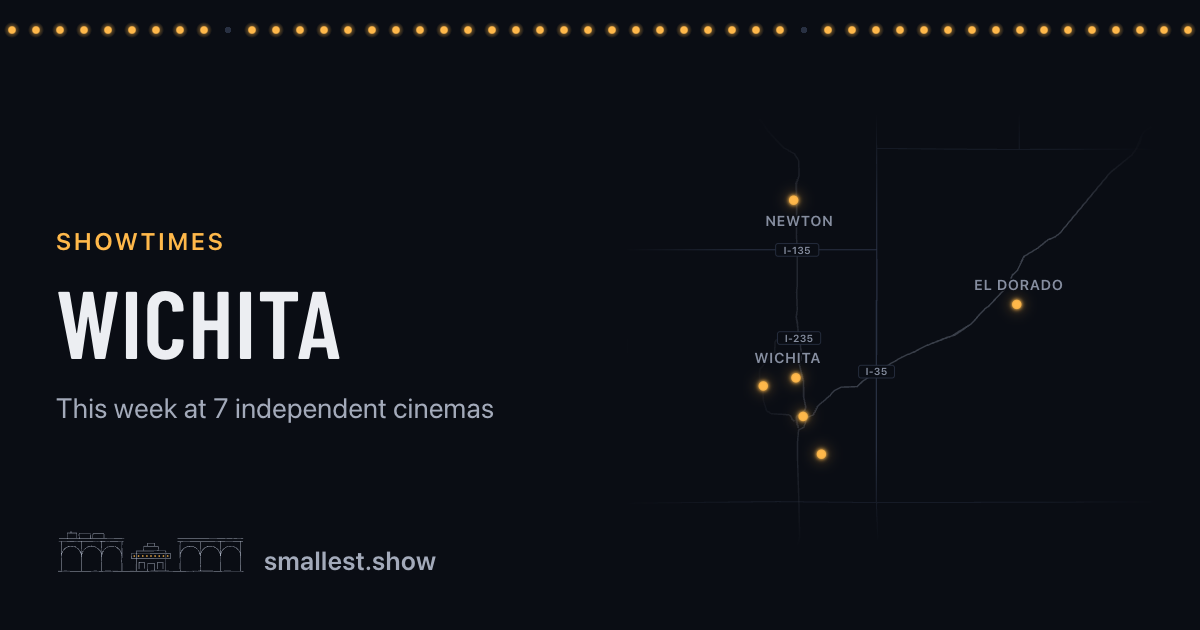 SHOWTIMES
WICHITA
This week at 7 independent cinemas
smallest.show
NEWTON
I-135
EL DORADO
I-235
WICHITA
I-35